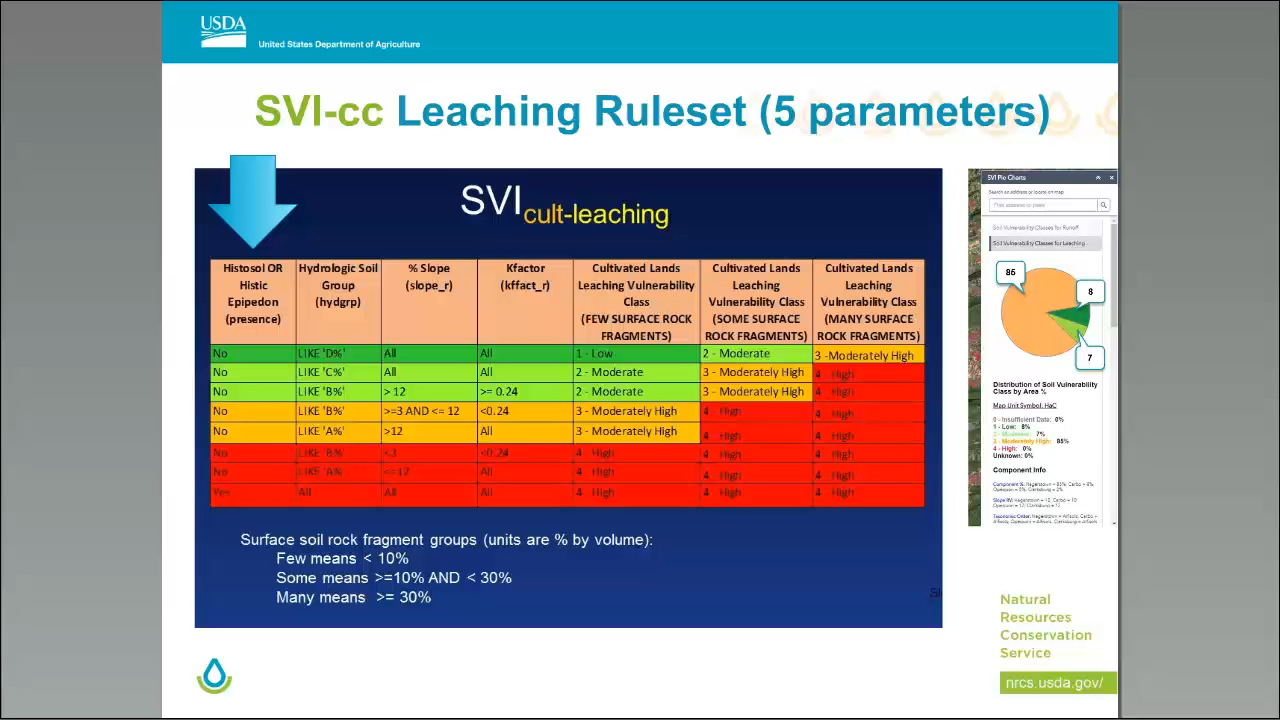 USDA
United States Department of Agriculture
SVI-cc Leaching Ruleset (5 parameters)
SVI cult-leaching
Histosol OR Histic Epipedon (presence)
Hydrologic Soil Group (hydgrp)
% Slope (slope_r)
Kfactor (kffact_r)
Cultivated Lands Leaching Vulnerability Class (FEW SURFACE ROCK FRAGMENTS)
Cultivated Lands Leaching Vulnerability Class (SOME SURFACE ROCK FRAGMENTS)
Cultivated Lands Leaching Vulnerability Class (MANY SURFACE ROCK FRAGMENTS)
No LIKE 'D%' All All 1 - Low 2 - Moderate 3 -Moderately High
No LIKE 'C%' All All 2 - Moderate 3 - Moderately High 4 High
No LIKE 'B%' > 12 >= 0.24 2 - Moderate 3 - Moderately High 4 High
No LIKE 'B%' >=3 AND <= 12 <0.24 3 - Moderately High 4 High 4 High
No LIKE 'A%' >12 All 3 - Moderately High 4 High 4 High
No LIKE 'B% <3 <0.24 4 High 4 High 4 High
No LIKE 'A% <=12 All 4 High 4 High 4 High
Yes All All All 4 High 4 High 4 High
Surface soil rock fragment groups (units are % by volume):
Few means < 10%
Some means >=10% AND < 30%
Many means >= 30%
SVI Pie Charts
Search an address or locate on map
Soil Vulnerability Classes for Runoff
Soil Vulnerability Classes for Leaching
86
8
7
Distribution of Soil Vulnerability
Class by Area %
Map Unit Symbol: HaC
0 - Insufficient Data: 0%
1 - Low: 8%
2 - Moderate: 7%
3 - Moderately High: 85%
4 - High: 0%
Unknown: 0%
Component Info
Natural
Resources
Conservation
Service
nrcs.usda.gov/